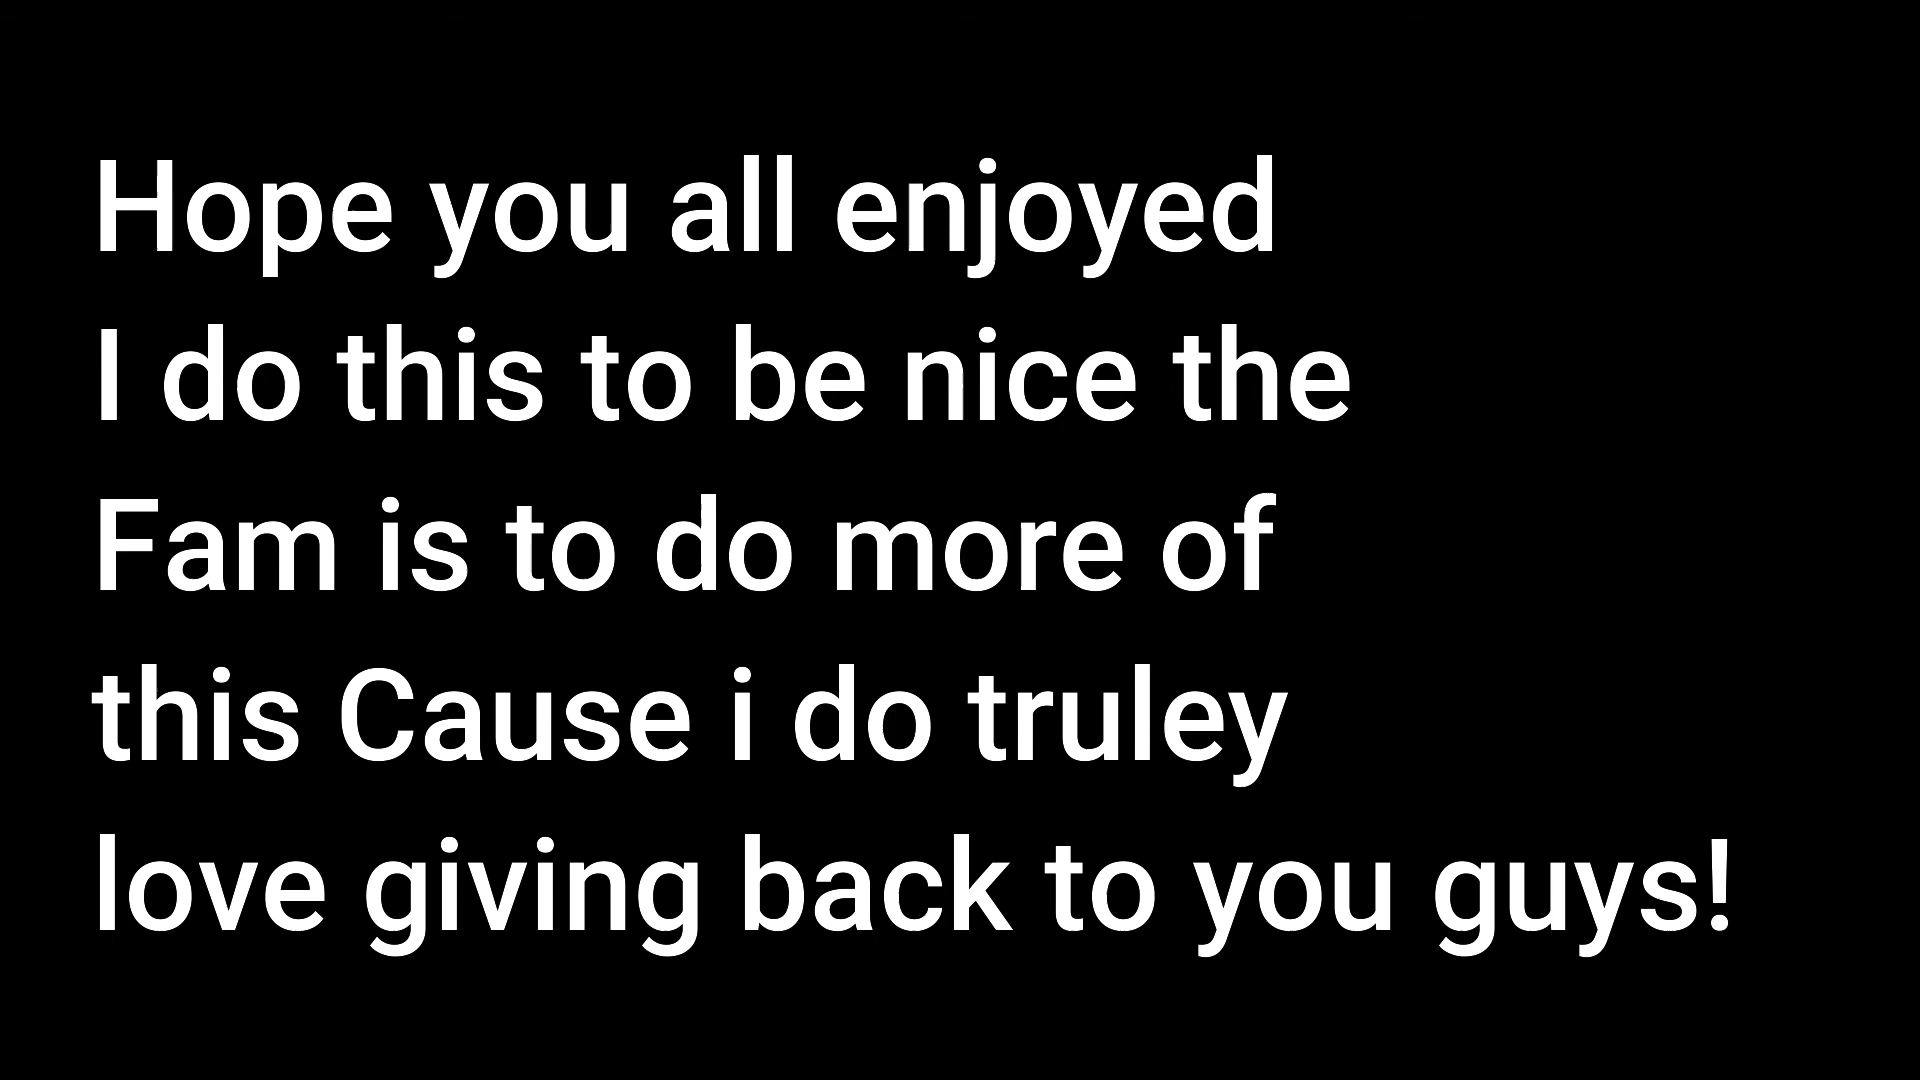 Hope you all enjoyed
I do this to be nice the
Fam is to do more of
this Cause i do truley
love giving back to you guys!